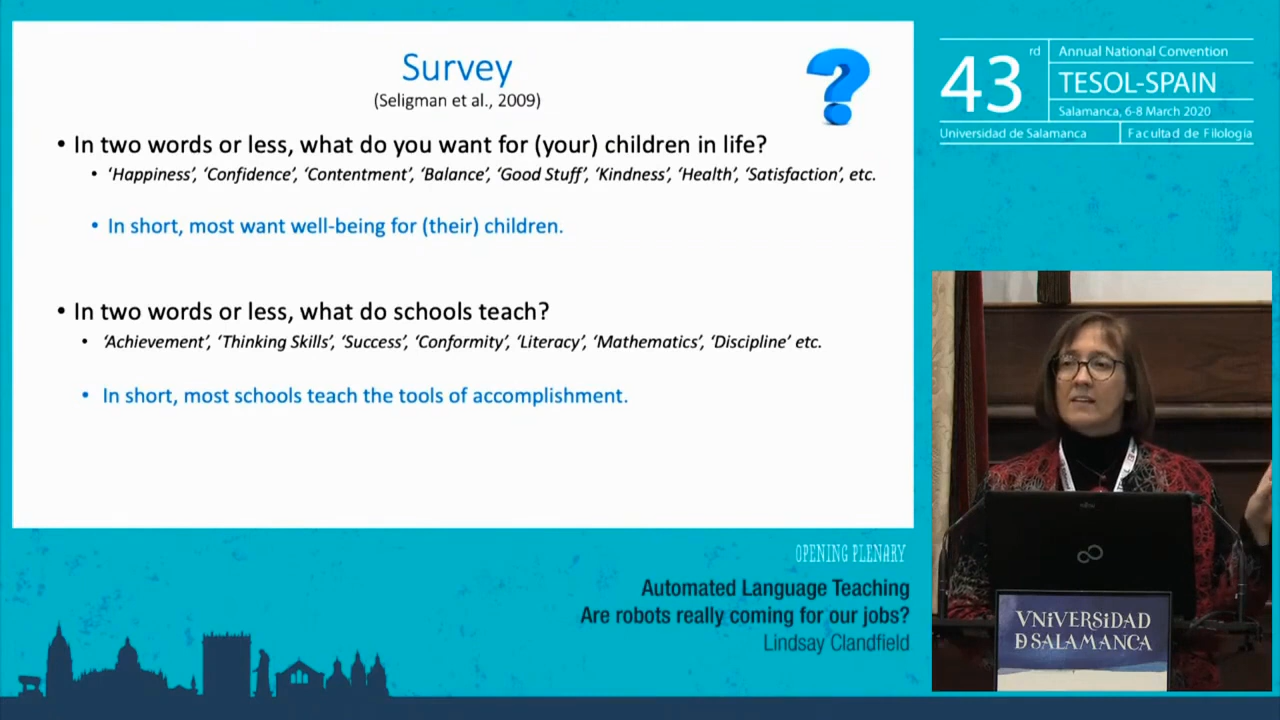 Survey
(Seligman et al., 2009)
• In two words or less, what do you want for (your) children in life?
• ‘Happiness’, ‘Confidence’, ‘Contentment’, ‘Balance’, ‘Good Stuff’, ‘Kindness’, ‘Health’, ‘Satisfaction’, etc.
• In short, most want well-being for (their) children.
• In two words or less, what do schools teach?
• ‘Achievement’, ‘Thinking Skills’, ‘Success’, ‘Conformity’, ‘Literacy’, ‘Mathematics’, ‘Discipline’ etc.
• In short, most schools teach the tools of accomplishment.
43rd
Annual National Convention
TESOL-SPAIN
Salamanca, 6-8 March 2020
Universidad de Salamanca
Facultad de Filología
OPENING PLENARY
Automated Language Teaching
Are robots really coming for our jobs?
Lindsay Clandfield
FUJITSU
VNiVERSiDAD
D SALAMANCA